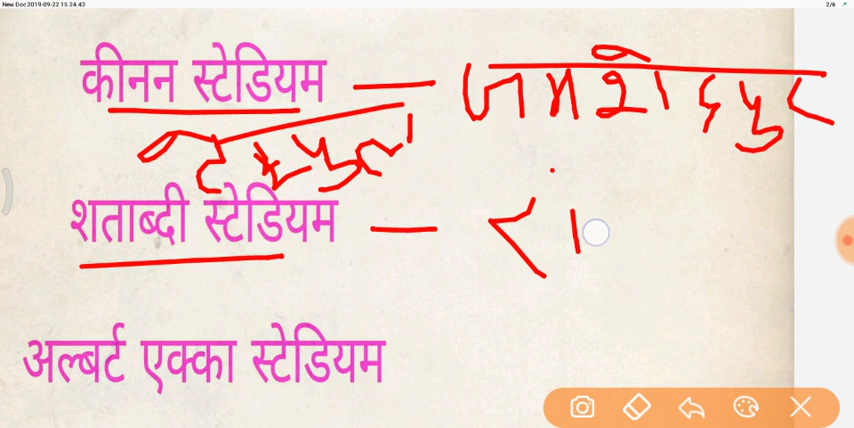 New Doc 2019-09-22 15.24.43 2/6
कीनन स्टेडियम — जमशेदपुर
शताब्दी स्टेडियम — रा
अल्बर्ट एक्का स्टेडियम